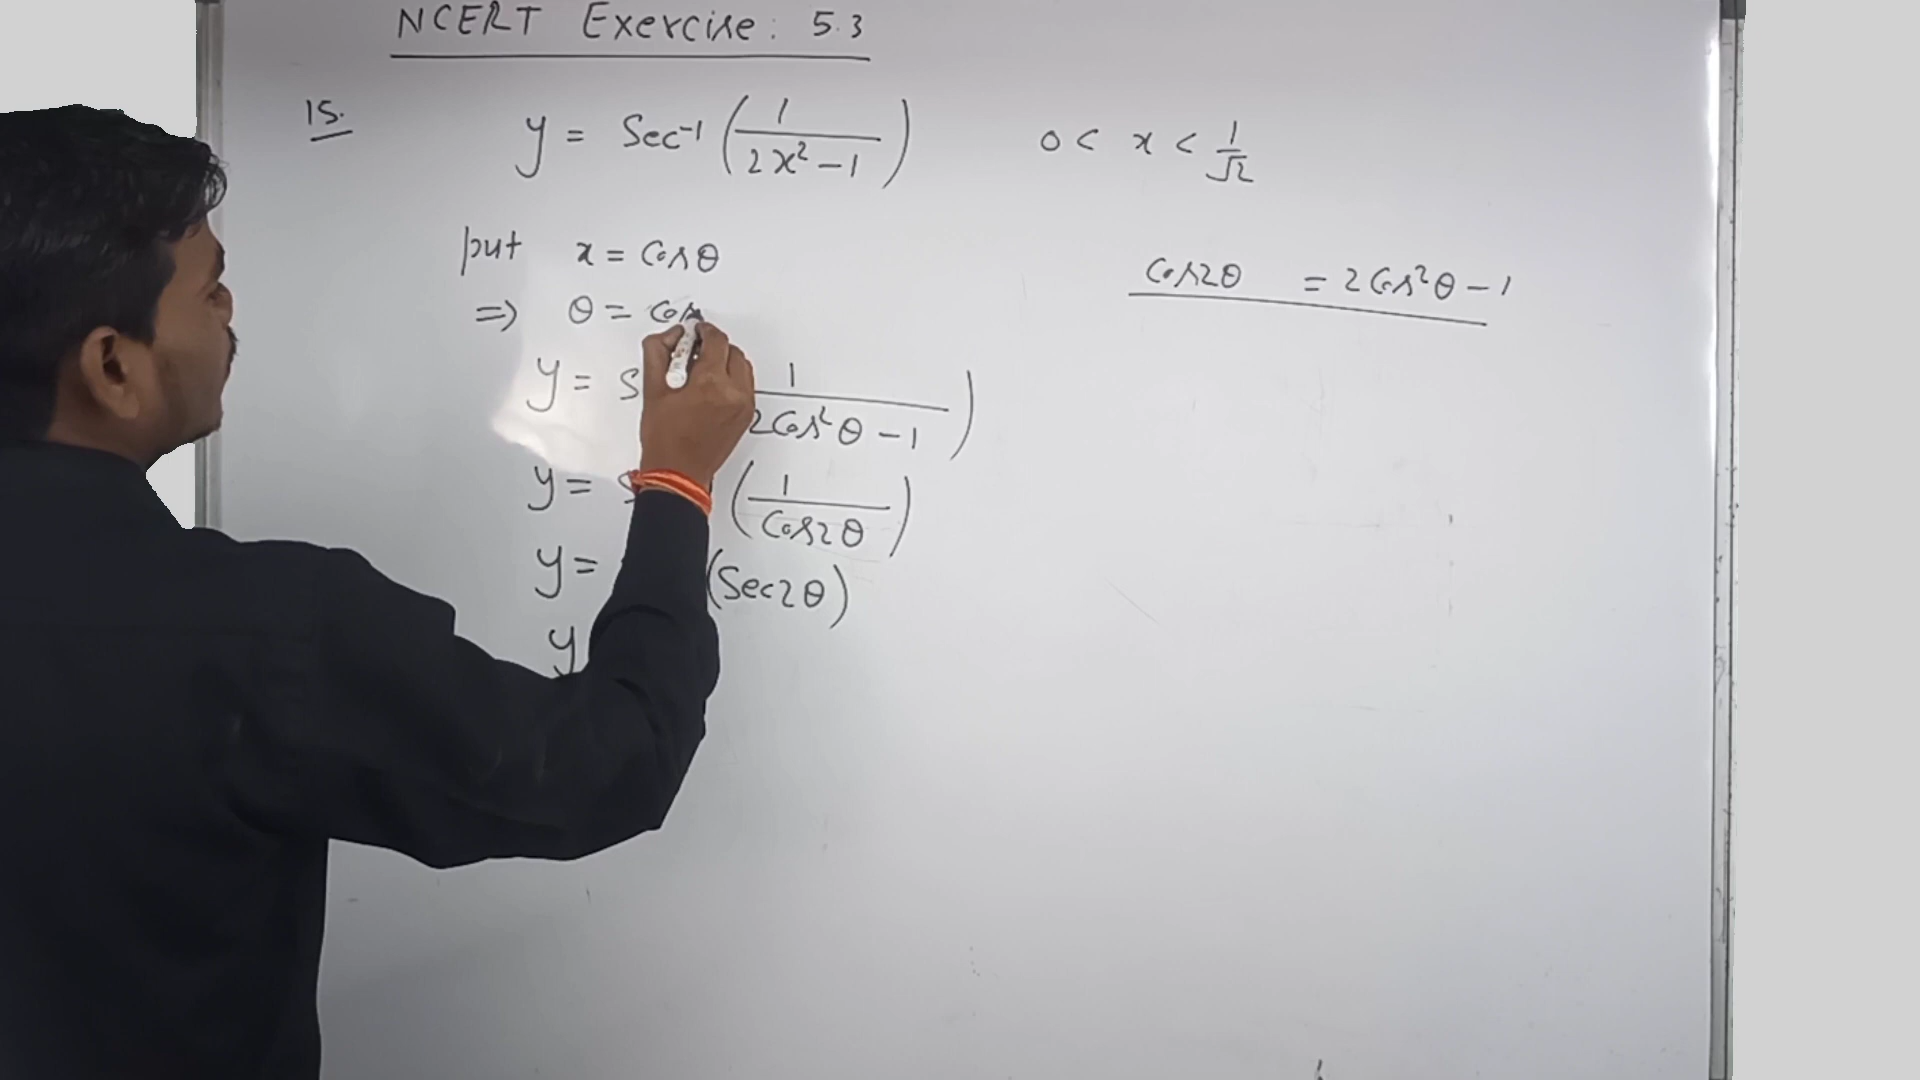 NCERT Exercise: 5.3
15. y = Sec⁻¹ (1/(2x²-1)) 0 < x < 1/√2
put x = Cosθ
Cos2θ = 2Cos²θ - 1
=> θ = Cos
y = S 1/(2Cos²θ - 1))
y = (1/Cos2θ)
y = (Sec2θ)
y